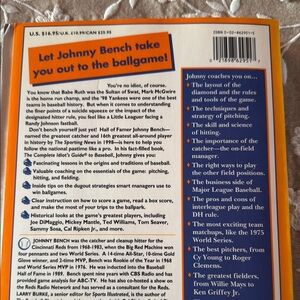 U.S. $16.95/U.K. £10.99/CAN $25.95
ISBN 0-02-862951-5
Let Johnny Bench take
you out to the ballgame!
You're no idiot, of course.
You know that Babe Ruth was the Sultan of Swat, Mark McGwire
is the home run champ, and the '98 Yankees were one of the best
teams in baseball history. But when it comes to understanding
the finer points of a suicide squeeze or the impact of the
designated hitter rule, you feel like a Little Leaguer facing a
Randy Johnson fastball.
Don't bench yourself just yet! Hall of Famer Johnny Bench—
named the greatest catcher and 16th greatest all-around player
in history by The Sporting News in 1998—is here to help you
follow the national pastime like a pro. In his fact-filled book,
The Complete Idiot's Guide to Baseball, Johnny gives you:
Fascinating lessons in the origins and traditions of baseball.
Valuable coaching on the essentials of the game: pitching,
hitting, and fielding.
Inside tips on the dugout strategies smart managers use to
win ballgames.
Clear instruction on how to score a game, read a box score,
and make the most of your trip to the ballpark.
Historical looks at the game's greatest players, including
Joe DiMaggio, Mickey Mantle, Ted Williams, Tom Seaver,
Sammy Sosa, Cal Ripken Jr., and more.
JOHNNY BENCH was the catcher and cleanup hitter for the
Cincinnati Reds from 1968-1983, when the Big Red Machine won
four pennants and two World Series. A 14-time All-Star, 10-time Gold
Glove winner, and 2-time MVP, Bench was Rookie of the Year in 1968
and World Series MVP in 1976. He was inducted into the Baseball
Hall of Fame in 1989. Bench spent nine years with CBS Radio and has
provided analysis for ABC-TV. He has also co-hosted a show on the
Reds Radio Network and has served as a consultant for the Reds.
LARRY BURKE, a senior editor for Sports Illustrated, is the author of
Johnny coaches you on...
The layout of the
diamond and the rules
and tools of the game.
The techniques and
strategy of pitching.
The skill and science
of hitting.
The importance of the
catcher—the on-field
manager.
The right ways to play
the other field positions.
The business side of
Major League Baseball.
The pros and cons of
interleague play and the
DH rule.
The most exciting team
matchups, like the 1975
World Series.
The best pitchers, from
Cy Young to Roger
Clemens.
The greatest fielders,
from Willie Mays to
Ken Griffey Jr.